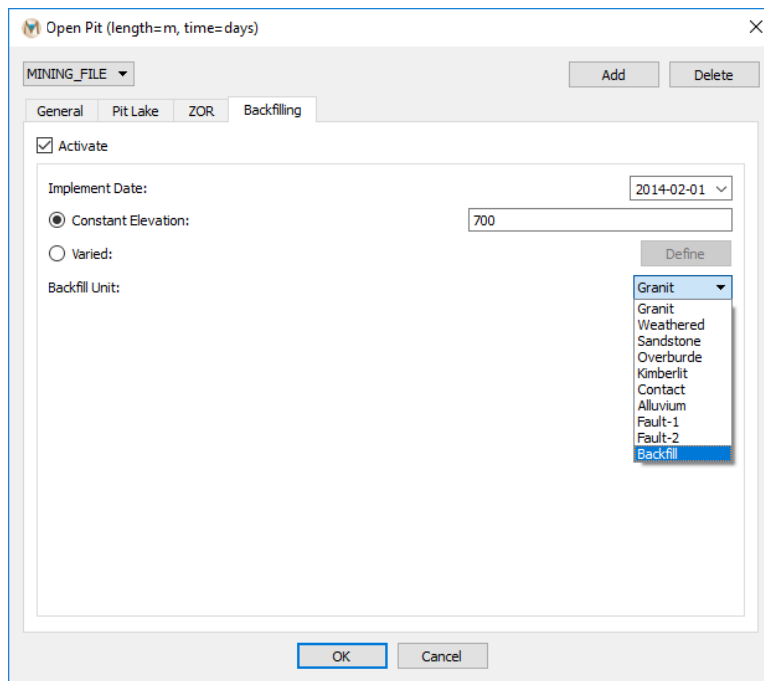 Open Pit (length=m, time=days)
MINING_FILE Add Delete
General Pit Lake ZOR Backfilling
Activate
Implement Date: 2014-02-01
Constant Elevation: 700
Varied: Define
Backfill Unit: Granit
Granit
Weathered
Sandstone
Overburde
Kimberlit
Contact
Alluvium
Fault-1
Fault-2
Backfill
OK Cancel